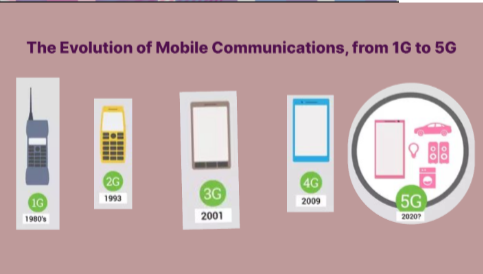 The Evolution of Mobile Communications, from 1G to 5G
1G
1980's
2G
1993
3G
2001
4G
2009
5G
2020?